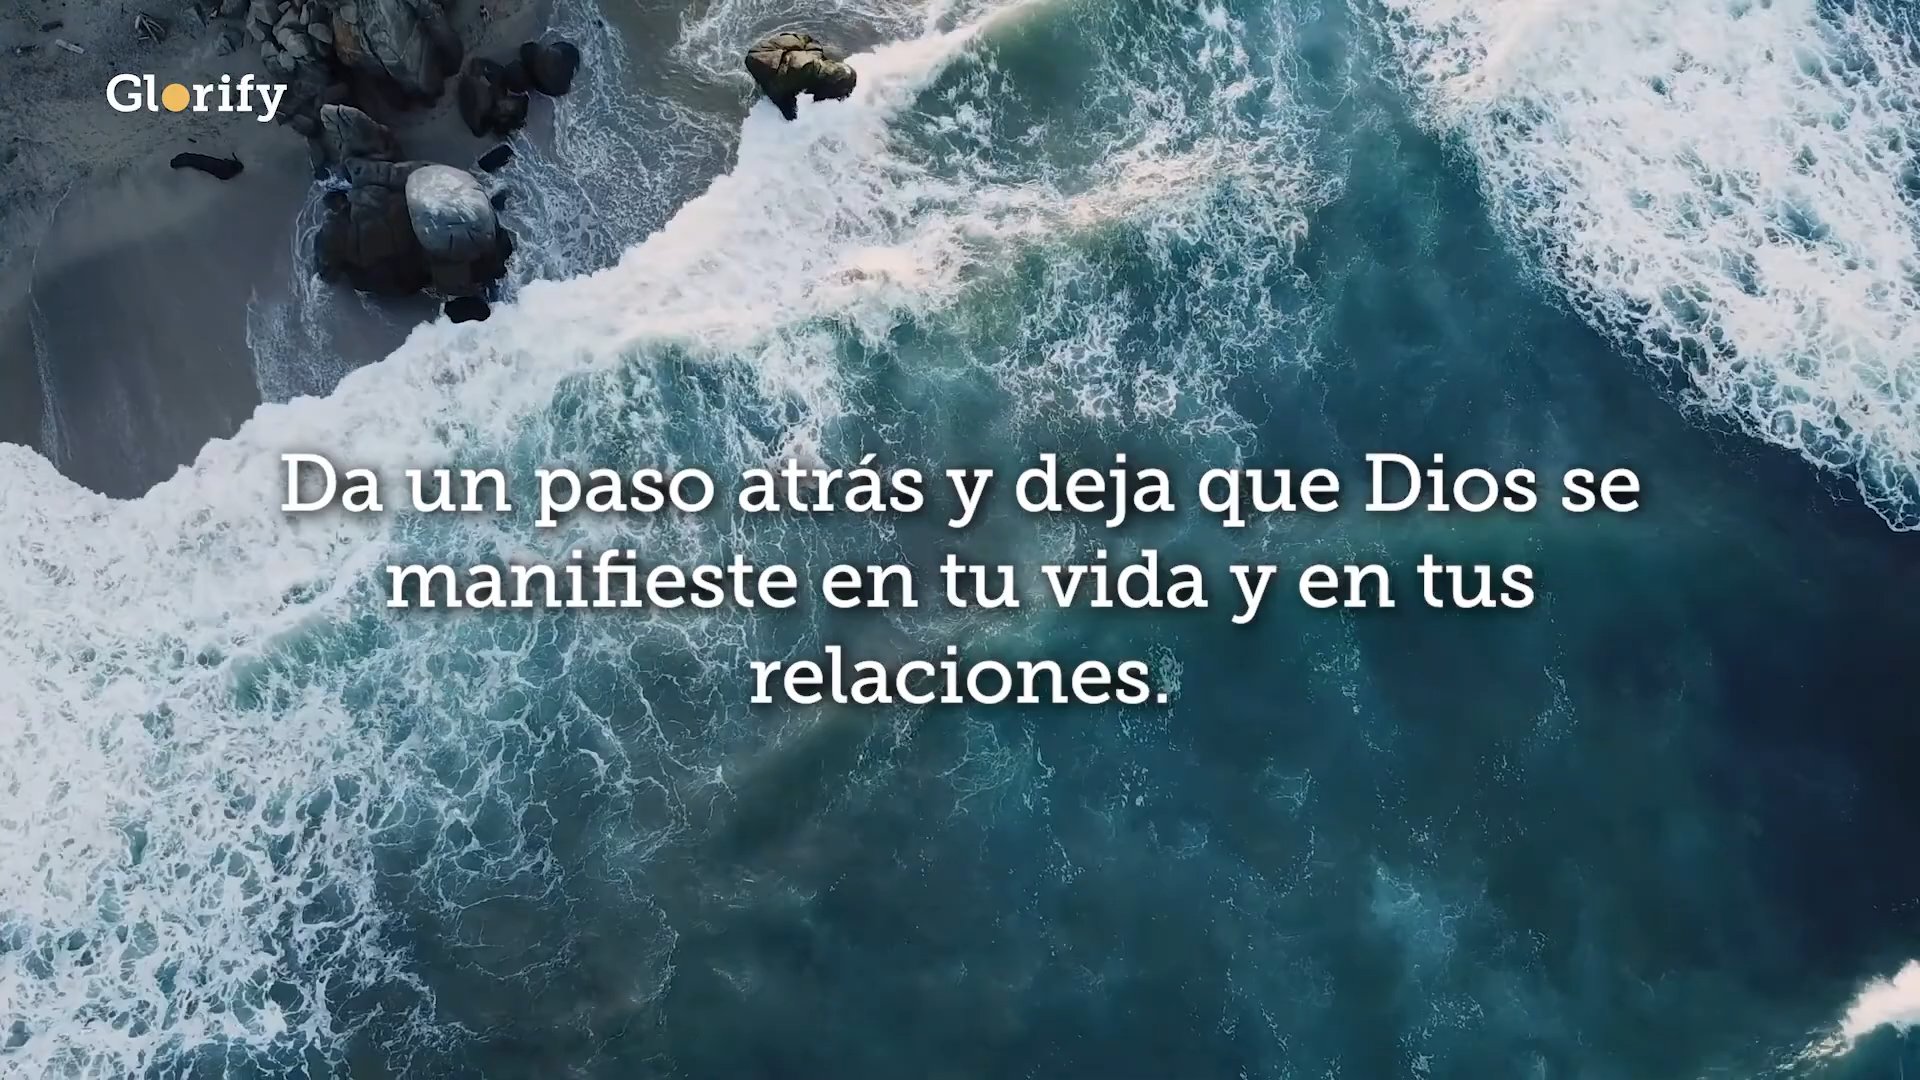 Glorify
Da un paso atrás y deja que Dios se
manifieste en tu vida y en tus
relaciones.